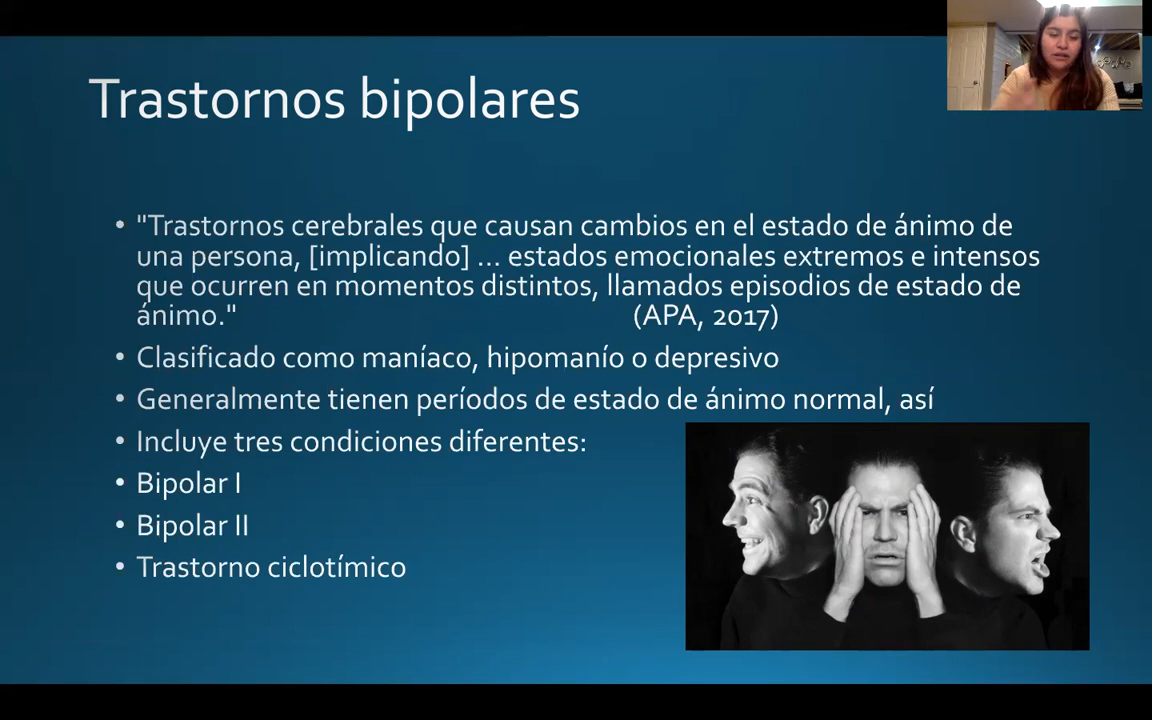 Trastornos bipolares
• "Trastornos cerebrales que causan cambios en el estado de ánimo de
una persona, [implicando] ... estados emocionales extremos e intensos
que ocurren en momentos distintos, llamados episodios de estado de
ánimo." (APA, 2017)
• Clasificado como maníaco, hipomanío o depresivo
• Generalmente tienen períodos de estado de ánimo normal, así
• Incluye tres condiciones diferentes:
• Bipolar I
• Bipolar II
• Trastorno ciclotímico